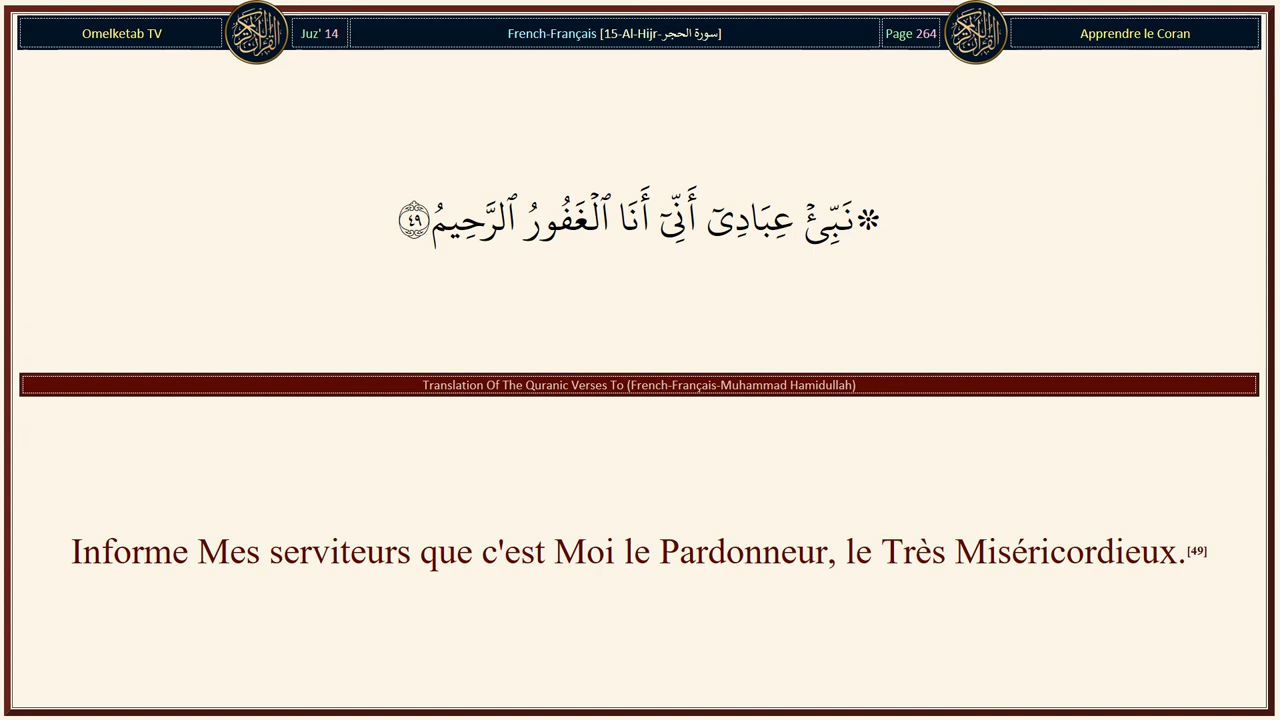 Omelketab TV
Juz' 14
French-Français [15-Al-Hijr-سورة الحجر]
Page 264
Apprendre le Coran
۞نَبِّئۡ عِبَادِيٓ أَنِّيٓ أَنَا ٱلۡغَفُورُ ٱلرَّحِيمُ ٤٩
Translation Of The Quranic Verses To (French-Français-Muhammad Hamidullah)
Informe Mes serviteurs que c'est Moi le Pardonneur, le Très Miséricordieux.[49]